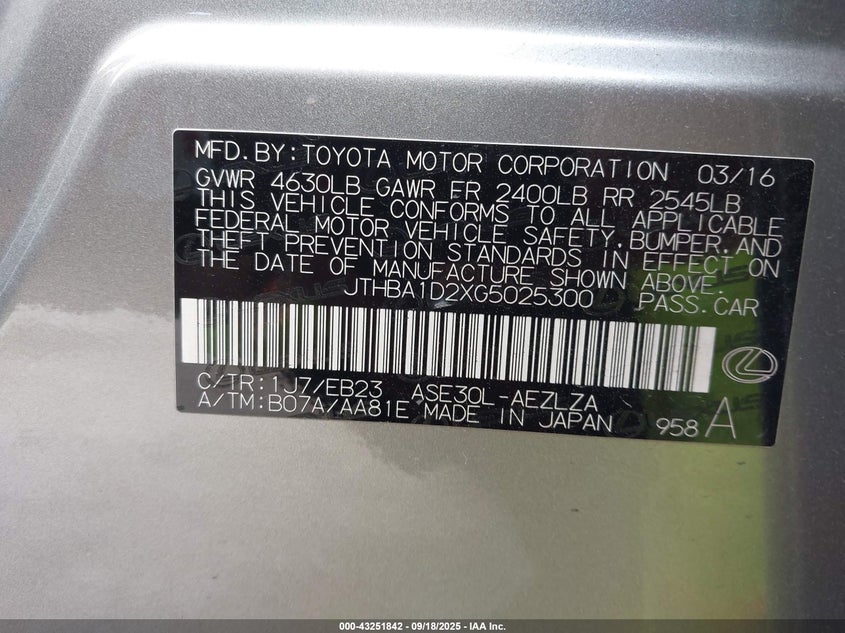 MFD.BY:TOYOTA MOTOR CORPORATION 03/16
GVWR 4630LB GAWR FR 2400LB RR 2545LB
THIS VEHICLE CONFORMS TO ALL APPLICABLE
FEDERAL MOTOR VEHICLE SAFETY,BUMPER,AND
THEFT PREVENTION STANDARDS IN EFFECT ON
THE DATE OF MANUFACTURE SHOWN ABOVE.
JTHBA1D2XG5025300 PASS.CAR
C/TR:1J7/EB23 ASE30L-AEZLZA
A/TM:B07A/AA81E MADE IN JAPAN 958 A
000-43251842 - 09/18/2025 - IAA Inc.